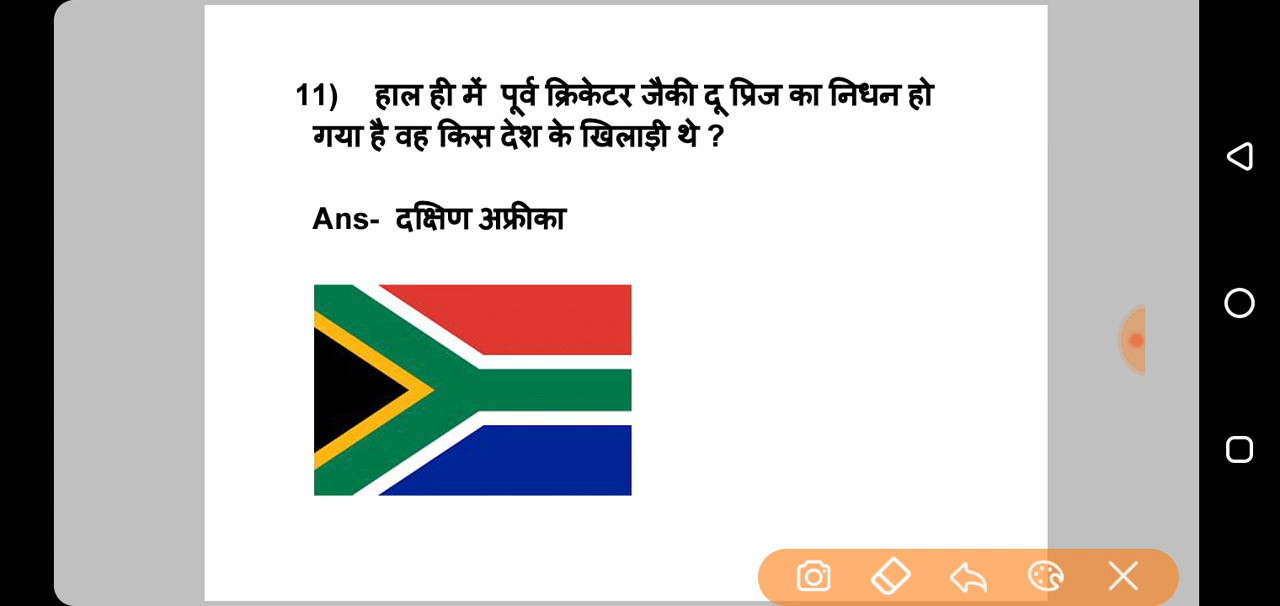 11) हाल ही में पूर्व क्रिकेटर जैकी दू प्रिज का निधन हो
गया है वह किस देश के खिलाड़ी थे ?
Ans- दक्षिण अफ्रीका